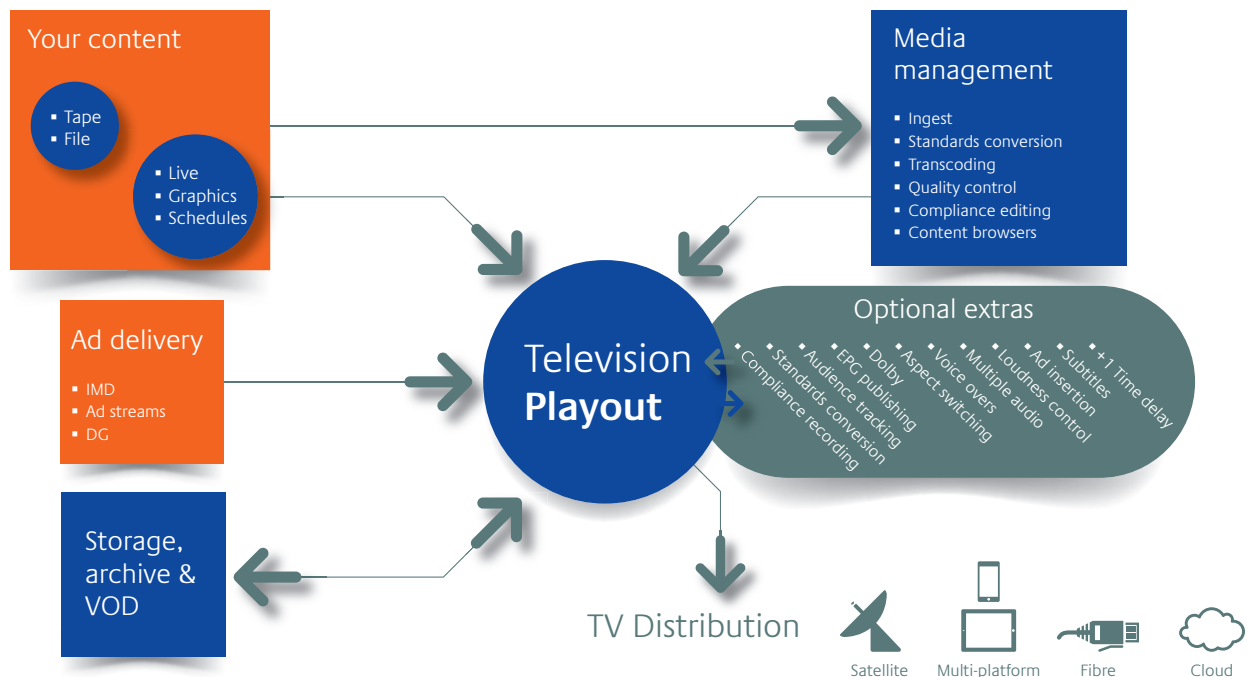 Your content
▪ Tape
▪ File
▪ Live
▪ Graphics
▪ Schedules
Media
management
▪ Ingest
▪ Standards conversion
▪ Transcoding
▪ Quality control
▪ Compliance editing
▪ Content browsers
Ad delivery
▪ IMD
▪ Ad streams
▪ DG
Television
Playout
Optional extras
◆ Compliance recording
◆ Standards conversion
◆ Audience tracking
◆ EPG publishing
◆ Dolby
◆ Aspect switching
◆ Voice overs
◆ Multiple audio
◆ Loudness control
◆ Ad insertion
◆ Subtitles
◆ +1 Time delay
Storage,
archive &
VOD
TV Distribution
Satellite
Multi-platform
Fibre
Cloud